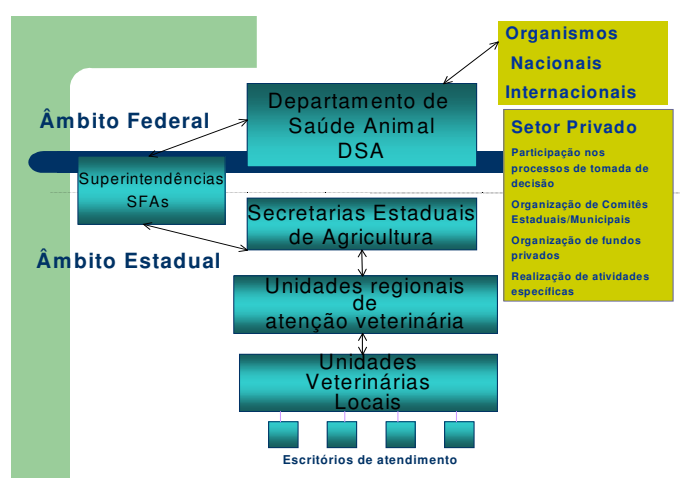 Organismos
Nacionais
Internacionais
Departamento de
Saúde Animal
DSA
Âmbito Federal
Setor Privado
Participação nos
processos de tomada de
decisão
Organização de Comitês
Estaduais/Municipais
Organização de fundos
privados
Realização de atividades
específicas
Superintendências
SFAs
Secretarias Estaduais
de Agricultura
Âmbito Estadual
Unidades regionais
de
atenção veterinária
Unidades
Veterinárias
Locais
Escritórios de atendimento